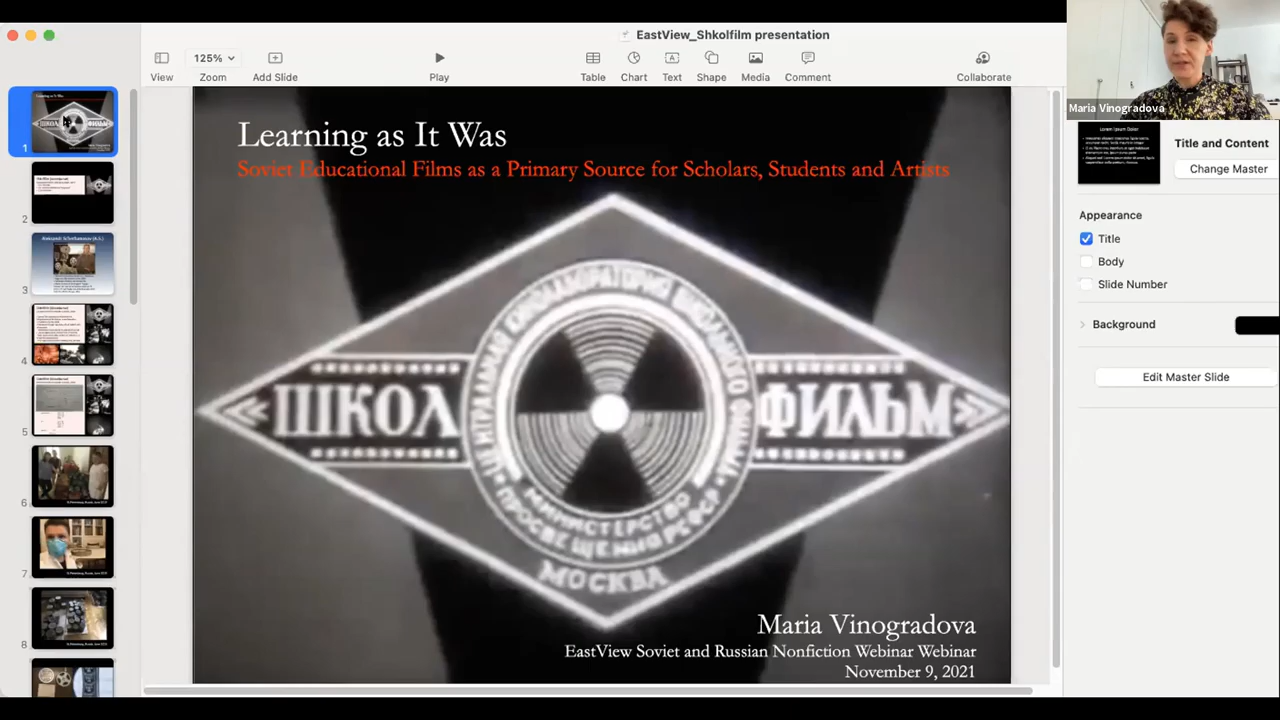 EastView_Shkolfilm presentation
125%
View
Zoom
Add Slide
Play
Table
Chart
Text
Shape
Media
Comment
Collaborate
Maria Vinogradova
1
2
3
4
5
6
7
8
Learning as It Was
Soviet Educational Films as a Primary Source for Scholars, Students and Artists
ШКОЛ
ФИЛЬМ
МИНИСТЕРСТВО
ПРОСВЕЩЕНИЯ РСФСР
МОСКВА
Maria Vinogradova
EastView Soviet and Russian Nonfiction Webinar Webinar
November 9, 2021
Title and Content
Change Master
Appearance
Title
Body
Slide Number
Background
Edit Master Slide